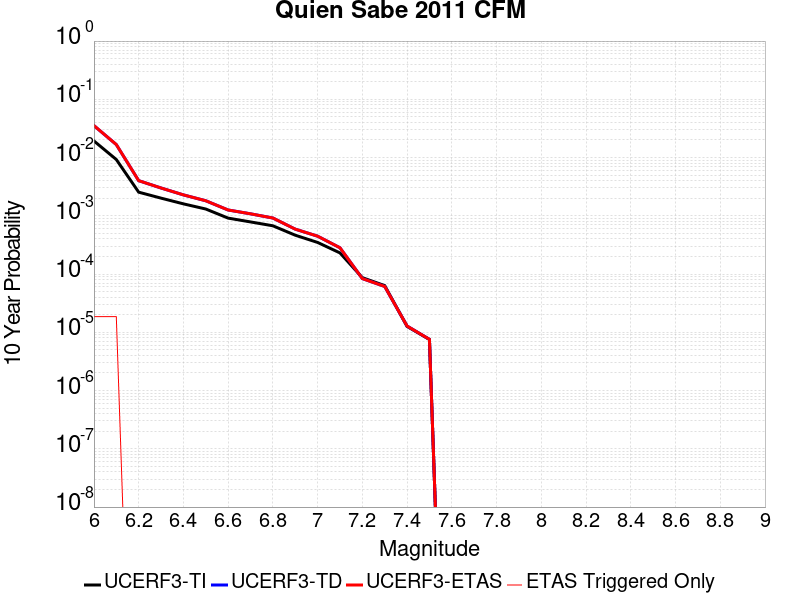 Quien Sabe 2011 CFM
10^0
10^-1
10^-2
10^-3
10^-4
10^-5
10^-6
10^-7
10^-8
10 Year Probability
6 6.2 6.4 6.6 6.8 7 7.2 7.4 7.6 7.8 8 8.2 8.4 8.6 8.8 9
Magnitude
UCERF3-TI UCERF3-TD UCERF3-ETAS ETAS Triggered Only